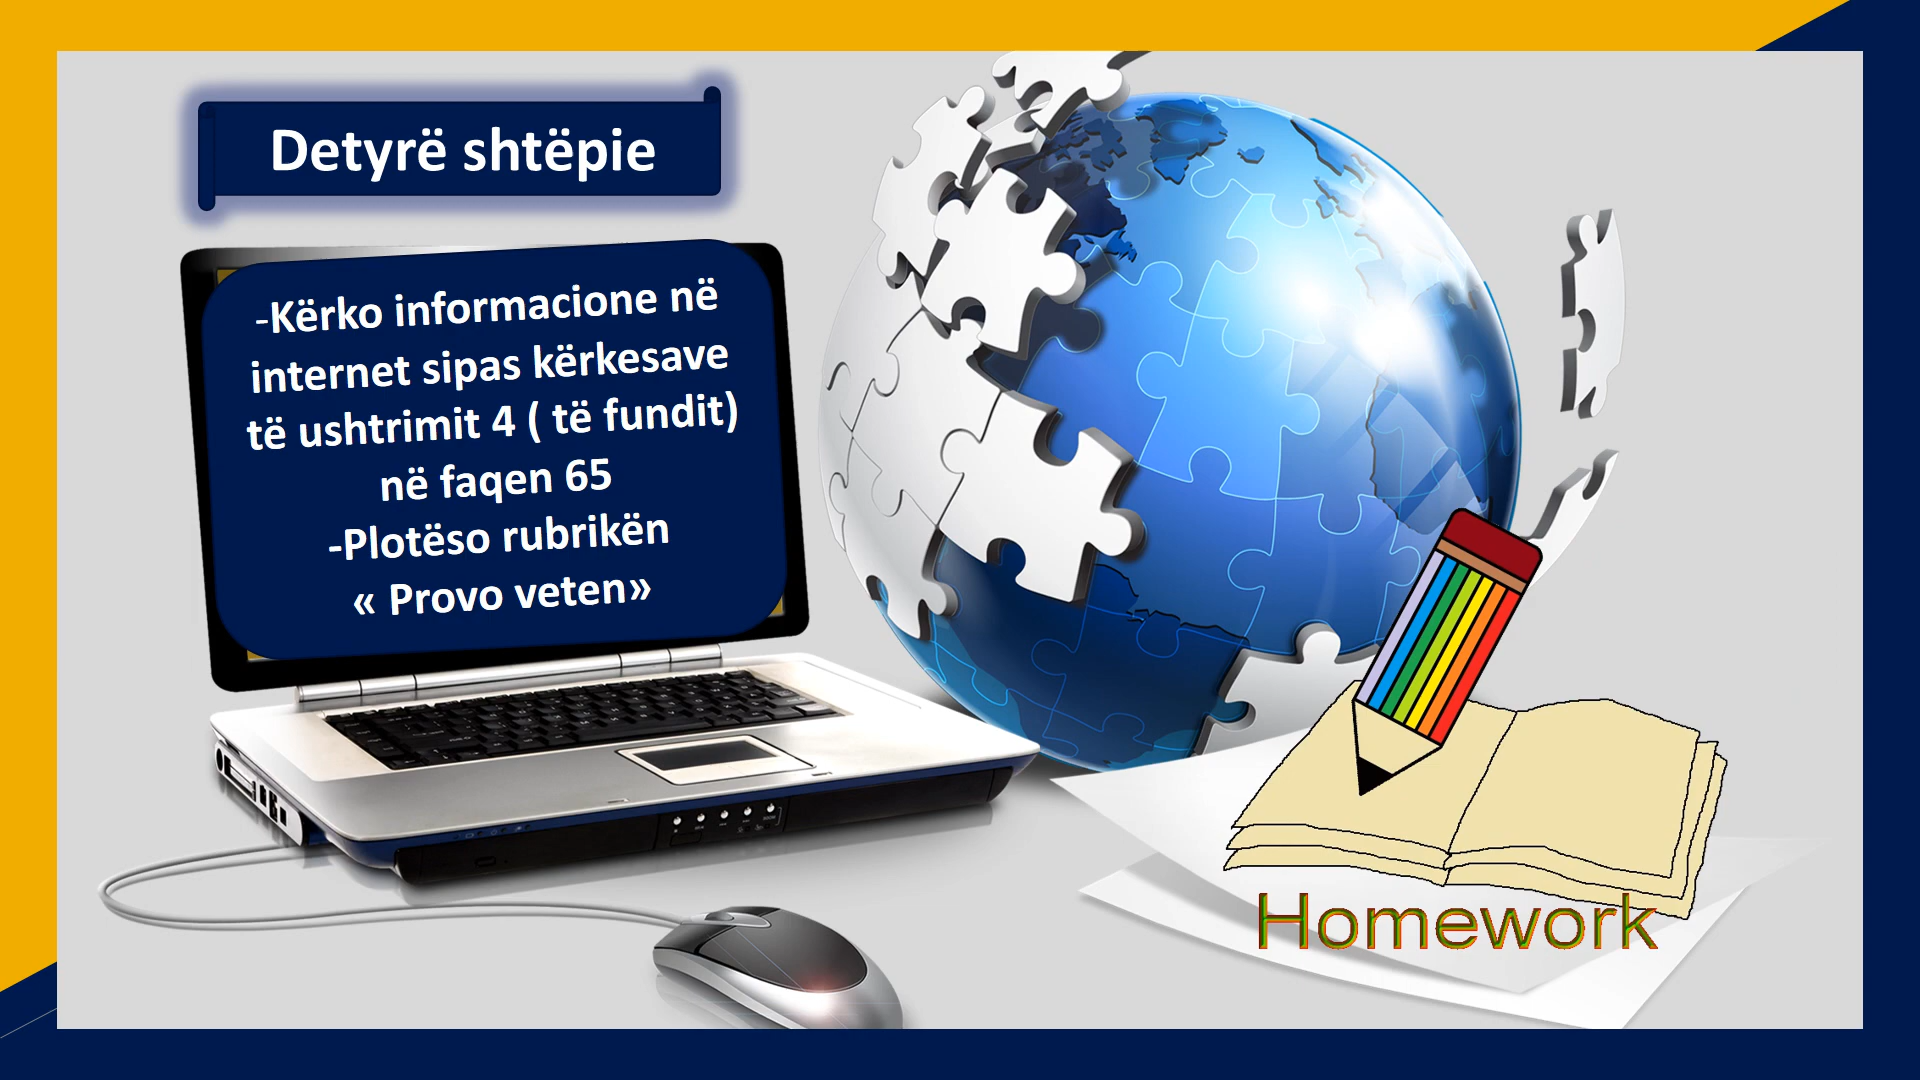 Detyrë shtëpie
-Kërko informacione në
internet sipas kërkesave
të ushtrimit 4 ( të fundit)
në faqen 65
-Plotëso rubrikën
« Provo veten»
Homework